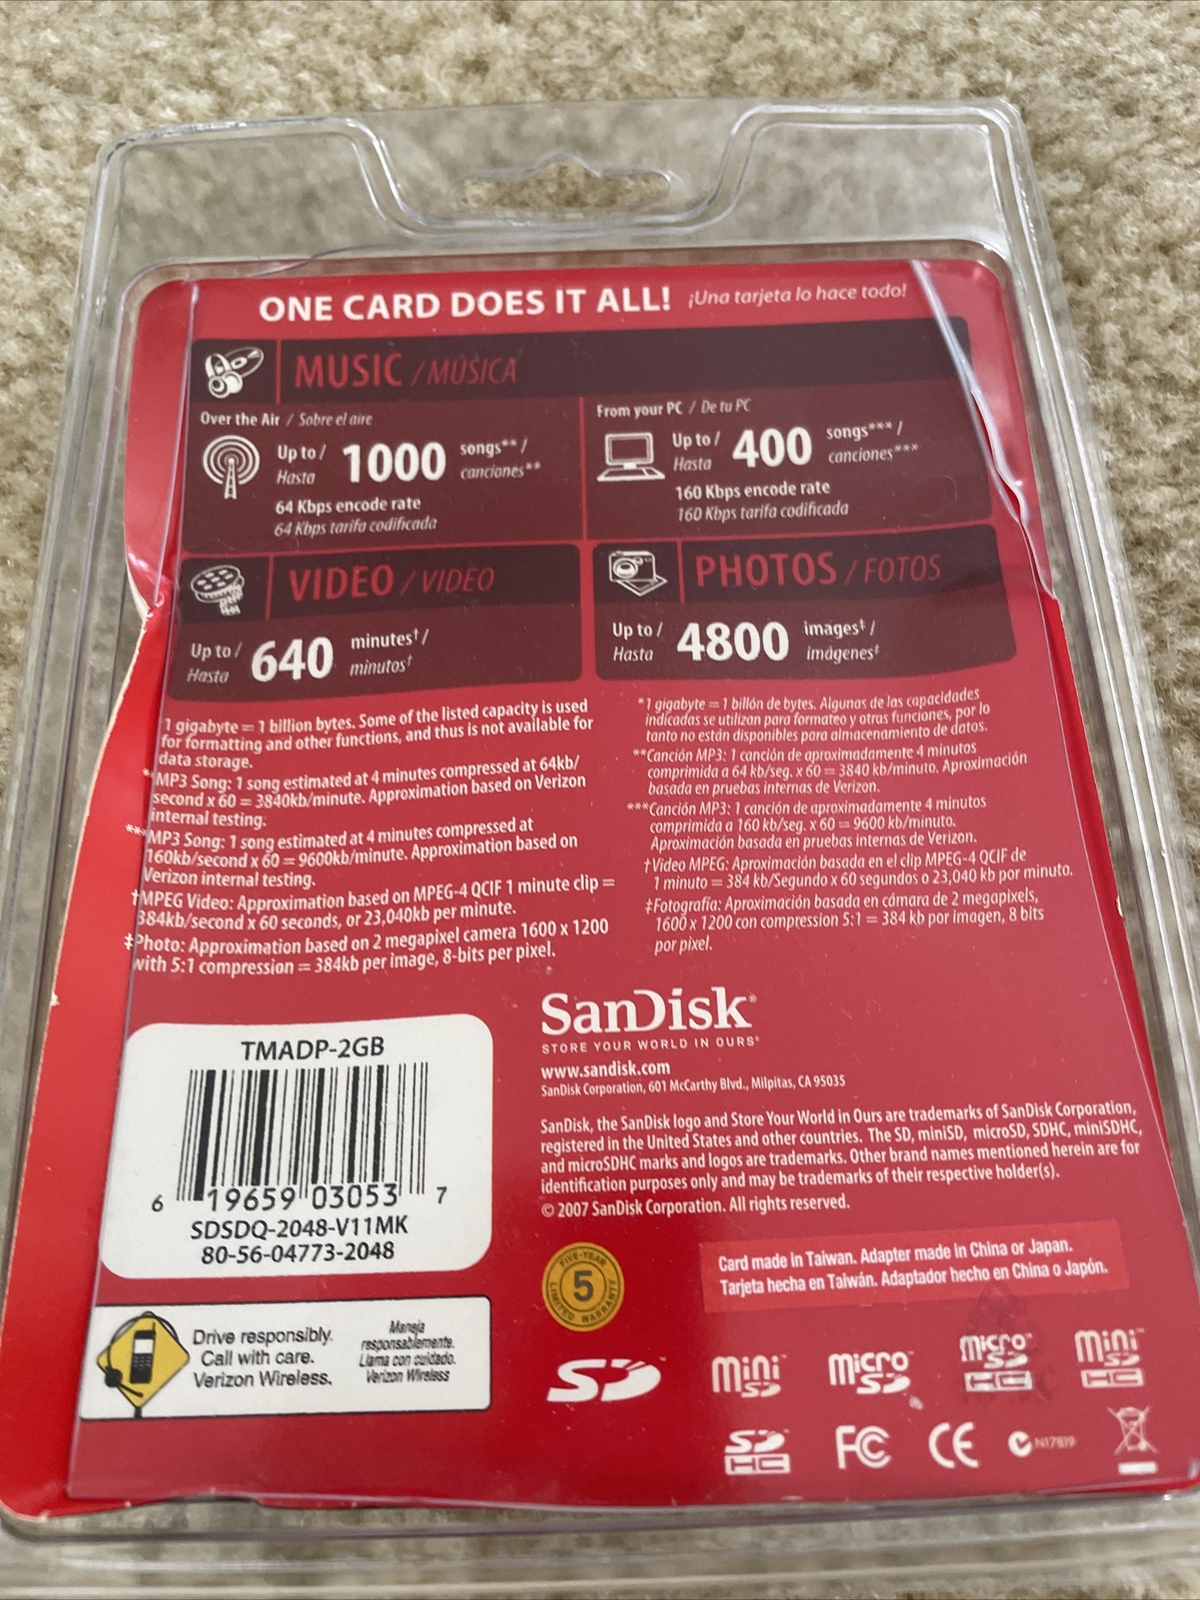 ONE CARD DOES IT ALL! ¡Una tarjeta lo hace todo!
MUSIC / MÚSICA
Over the Air / Sobre el aire
Up to / 1000 songs** /
Hasta canciones**
64 Kbps encode rate
64 Kbps tarifa codificada
From your PC / De tu PC
Up to / 400 songs*** /
Hasta canciones***
160 Kbps encode rate
160 Kbps tarifa codificada
VIDEO / VIDEO
Up to / 640 minutes† /
Hasta minutos†
PHOTOS / FOTOS
Up to / 4800 images‡ /
Hasta imágenes‡
1 gigabyte = 1 billion bytes. Some of the listed capacity is used
for formatting and other functions, and thus is not available for
data storage.
**MP3 Song: 1 song estimated at 4 minutes compressed at 64kb/
second x 60 = 3840kb/minute. Approximation based on Verizon
internal testing.
***MP3 Song: 1 song estimated at 4 minutes compressed at
160kb/second x 60 = 9600kb/minute. Approximation based on
Verizon internal testing.
†MPEG Video: Approximation based on MPEG-4 QCIF 1 minute clip =
384kb/second x 60 seconds, or 23,040kb per minute.
‡Photo: Approximation based on 2 megapixel camera 1600 x 1200
with 5:1 compression = 384kb per image, 8-bits per pixel.
*1 gigabyte = 1 billón de bytes. Algunas de las capacidades
indicadas se utilizan para formateo y otras funciones, por lo
tanto no están disponibles para almacenamiento de datos.
**Canción MP3: 1 canción de aproximadamente 4 minutos
comprimida a 64 kb/seg. x 60 = 3840 kb/minuto. Aproximación
basada en pruebas internas de Verizon.
***Canción MP3: 1 canción de aproximadamente 4 minutos
comprimida a 160 kb/seg. x 60 = 9600 kb/minuto.
Aproximación basada en pruebas internas de Verizon.
†Video MPEG: Aproximación basada en el clip MPEG-4 QCIF de
1 minuto = 384 kb/Segundo x 60 segundos o 23,040 kb por minuto.
‡Fotografía: Aproximación basada en cámara de 2 megapixels,
1600 x 1200 con compression 5:1 = 384 kb por imagen, 8 bits
por pixel.
SanDisk®
STORE YOUR WORLD IN OURS®
www.sandisk.com
SanDisk Corporation, 601 McCarthy Blvd., Milpitas, CA 95035
SanDisk, the SanDisk logo and Store Your World in Ours are trademarks of SanDisk Corporation,
registered in the United States and other countries. The SD, miniSD, microSD, SDHC, miniSDHC,
and microSDHC marks and logos are trademarks. Other brand names mentioned herein are for
identification purposes only and may be trademarks of their respective holder(s).
© 2007 SanDisk Corporation. All rights reserved.
TMADP-2GB
6 19659 03053 7
SDSDQ-2048-V11MK
80-56-04773-2048
Drive responsibly.
Call with care.
Verizon Wireless.
Maneja
responsablemente.
Llama con cuidado.
Verizon Wireless
FIVE-YEAR
5
LIMITED WARRANTY
Card made in Taiwan. Adapter made in China or Japan.
Tarjeta hecha en Taiwán. Adaptador hecho en China o Japón.
SD™ Mini SD™ Micro SD™ Micro SD HC™ Mini SD HC™
SD HC FC CE N17819